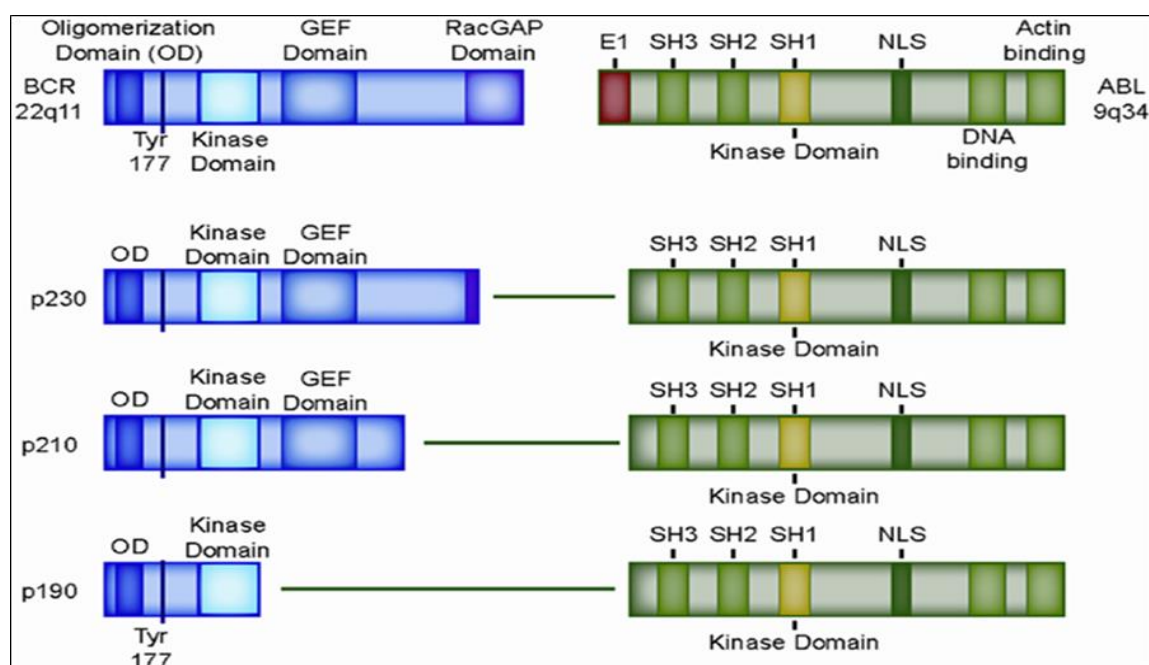 Oligomerization
Domain (OD)
GEF
Domain
RacGAP
Domain
E1 SH3 SH2 SH1 NLS
Actin
binding
BCR
22q11
ABL
9q34
Tyr
177
Kinase
Domain
Kinase Domain
DNA
binding
OD
Kinase
Domain
GEF
Domain
SH3 SH2 SH1 NLS
p230
Kinase Domain
OD
Kinase
Domain
GEF
Domain
SH3 SH2 SH1 NLS
p210
Kinase Domain
OD
Kinase
Domain
SH3 SH2 SH1 NLS
p190
Tyr
177
Kinase Domain